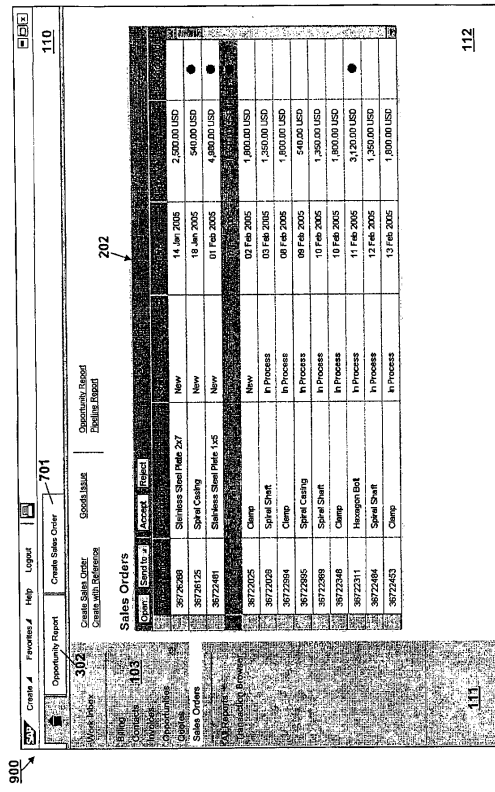 900
SAP Create Favorites Help Logout
110
Opportunity Report Create Sales Order 701
302
Work Inbox
103
Billing
Contacts
Invoices
Opportunities
Quotes
Sales Orders
Transaction Browser
111
Create Sales Order Goods Issue Opportunity Report
Create with Reference Pipeline Report
202
Sales Orders
Open Send to Accept Reject
36726268 Stainless Steel Plate 2x7 New 14 Jan 2005 2,500.00 USD
36726125 Spiral Casing New 18 Jan 2005 540.00 USD
36722481 Stainless Steel Plate 1x5 New 01 Feb 2005 4,980.00 USD
36722025 Clamp New 02 Feb 2005 1,800.00 USD
36722028 Spiral Shaft In Process 03 Feb 2005 1,350.00 USD
36722994 Clamp In Process 08 Feb 2005 1,800.00 USD
36722995 Spiral Casing In Process 09 Feb 2005 540.00 USD
36722399 Spiral Shaft In Process 10 Feb 2005 1,350.00 USD
36722348 Clamp In Process 10 Feb 2005 1,800.00 USD
36722311 Hexagon Bolt In Process 11 Feb 2005 3,120.00 USD
36722484 Spiral Shaft In Process 12 Feb 2005 1,350.00 USD
36722453 Clamp In Process 13 Feb 2005 1,800.00 USD
112